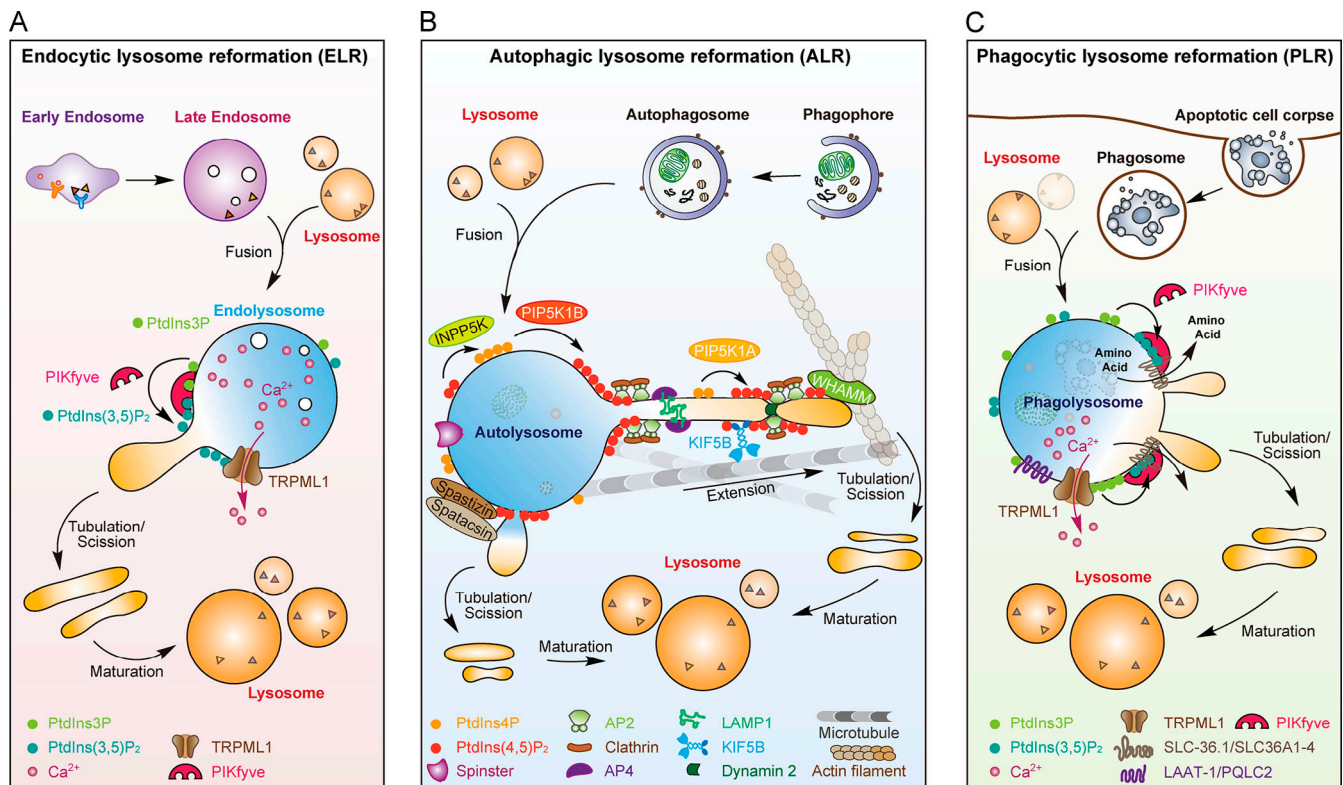 A
Endocytic lysosome reformation (ELR)
Early Endosome
Late Endosome
Lysosome
Fusion
Endolysosome
PtdIns3P
PIKfyve
Ca²⁺
PtdIns(3,5)P₂
TRPML1
Tubulation/
Scission
Maturation
Lysosome
PtdIns3P
PtdIns(3,5)P₂
TRPML1
Ca²⁺
PIKfyve
B
Autophagic lysosome reformation (ALR)
Lysosome
Autophagosome
Phagophore
Fusion
INPP5K
PIP5K1B
PIP5K1A
WHAMM
Autolysosome
KIF5B
Extension
Tubulation/
Scission
Spastizin
Spatacsin
Lysosome
Tubulation/
Scission
Maturation
Maturation
PtdIns4P
AP2
LAMP1
Microtubule
PtdIns(4,5)P₂
Clathrin
KIF5B
Spinster
AP4
Dynamin 2
Actin filament
C
Phagocytic lysosome reformation (PLR)
Apoptotic cell corpse
Lysosome
Phagosome
Fusion
PIKfyve
Amino
Acid
Amino
Acid
Phagolysosome
Ca²⁺
TRPML1
Tubulation/
Scission
Lysosome
Maturation
PtdIns3P
TRPML1
PIKfyve
PtdIns(3,5)P₂
SLC-36.1/SLC36A1-4
Ca²⁺
LAAT-1/PQLC2